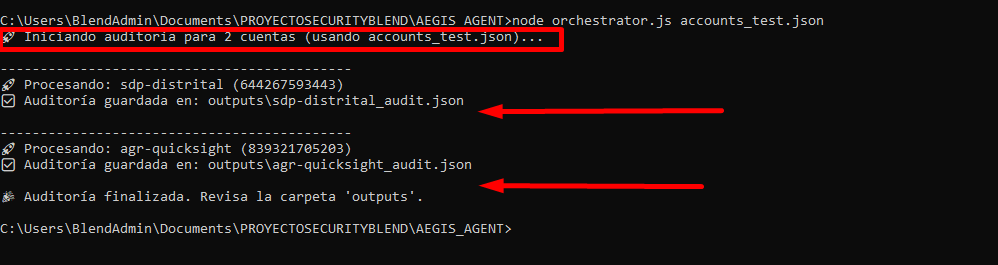 C:\Users\BlendAdmin\Documents\PROYECTOSECURITYBLEND\AEGIS_AGENT>node orchestrator.js accounts_test.json
🚀 Iniciando auditoría para 2 cuentas (usando accounts_test.json)...
-------------------------------------------
🚀 Procesando: sdp-distrital (644267593443)
☑ Auditoría guardada en: outputs\sdp-distrital_audit.json
-------------------------------------------
🚀 Procesando: agr-quicksight (839321705203)
☑ Auditoría guardada en: outputs\agr-quicksight_audit.json
🎉 Auditoría finalizada. Revisa la carpeta 'outputs'.
C:\Users\BlendAdmin\Documents\PROYECTOSECURITYBLEND\AEGIS_AGENT>